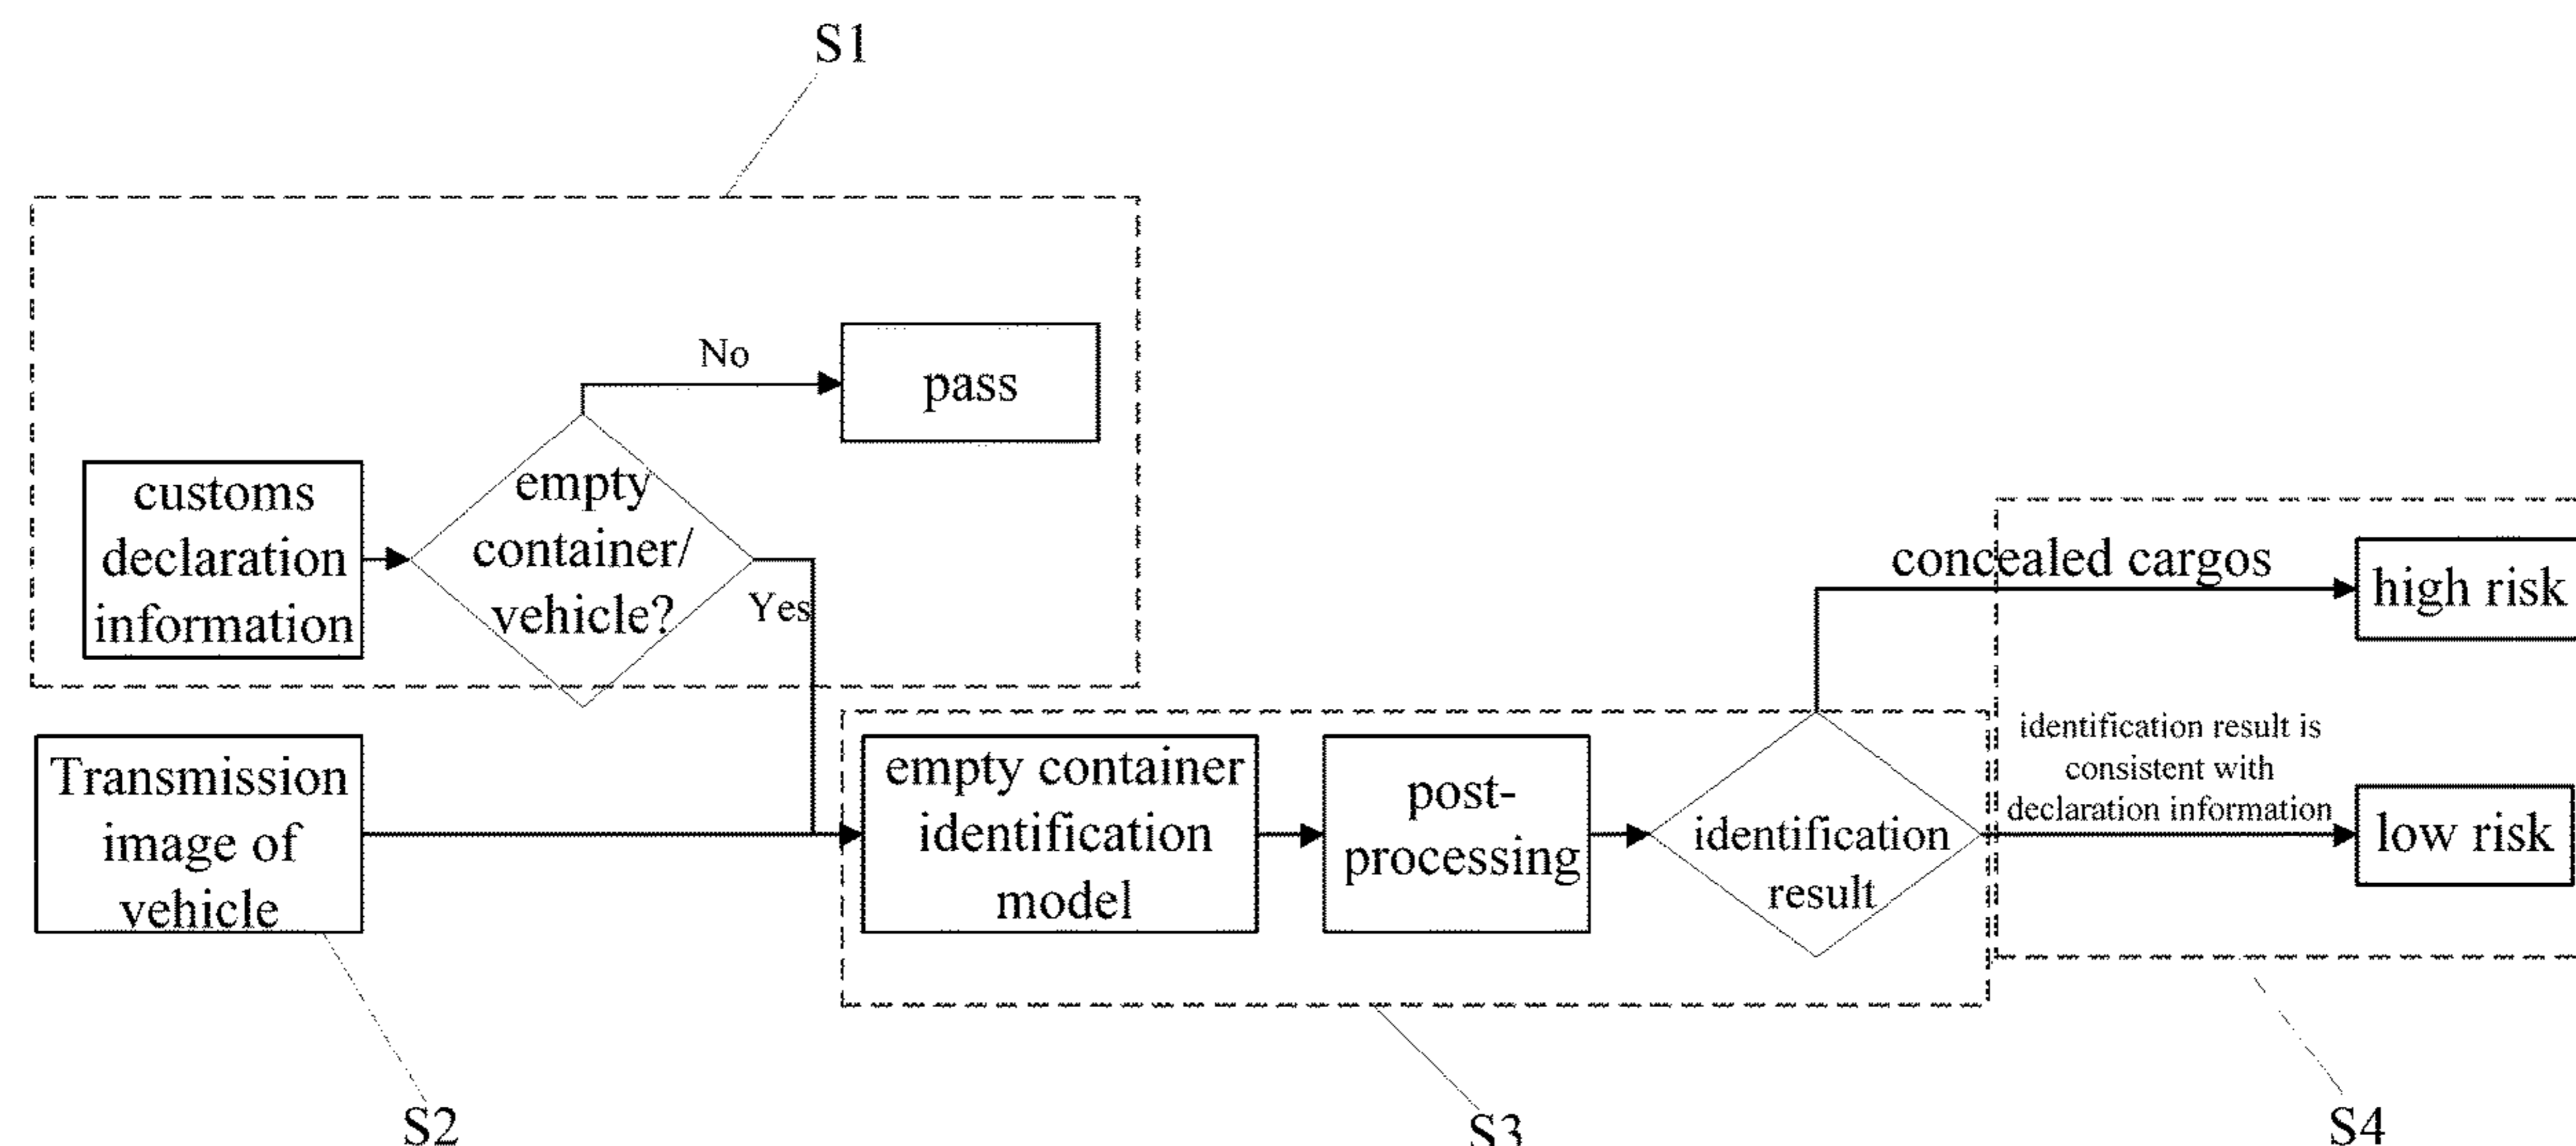 S1
No
pass
customs
declaration
information
empty
container/
vehicle?
Yes
concealed cargos
high risk
Transmission
image of
vehicle
empty container
identification
model
post-
processing
identification
result
identification result is
consistent with
declaration information
low risk
S2
S3
S4